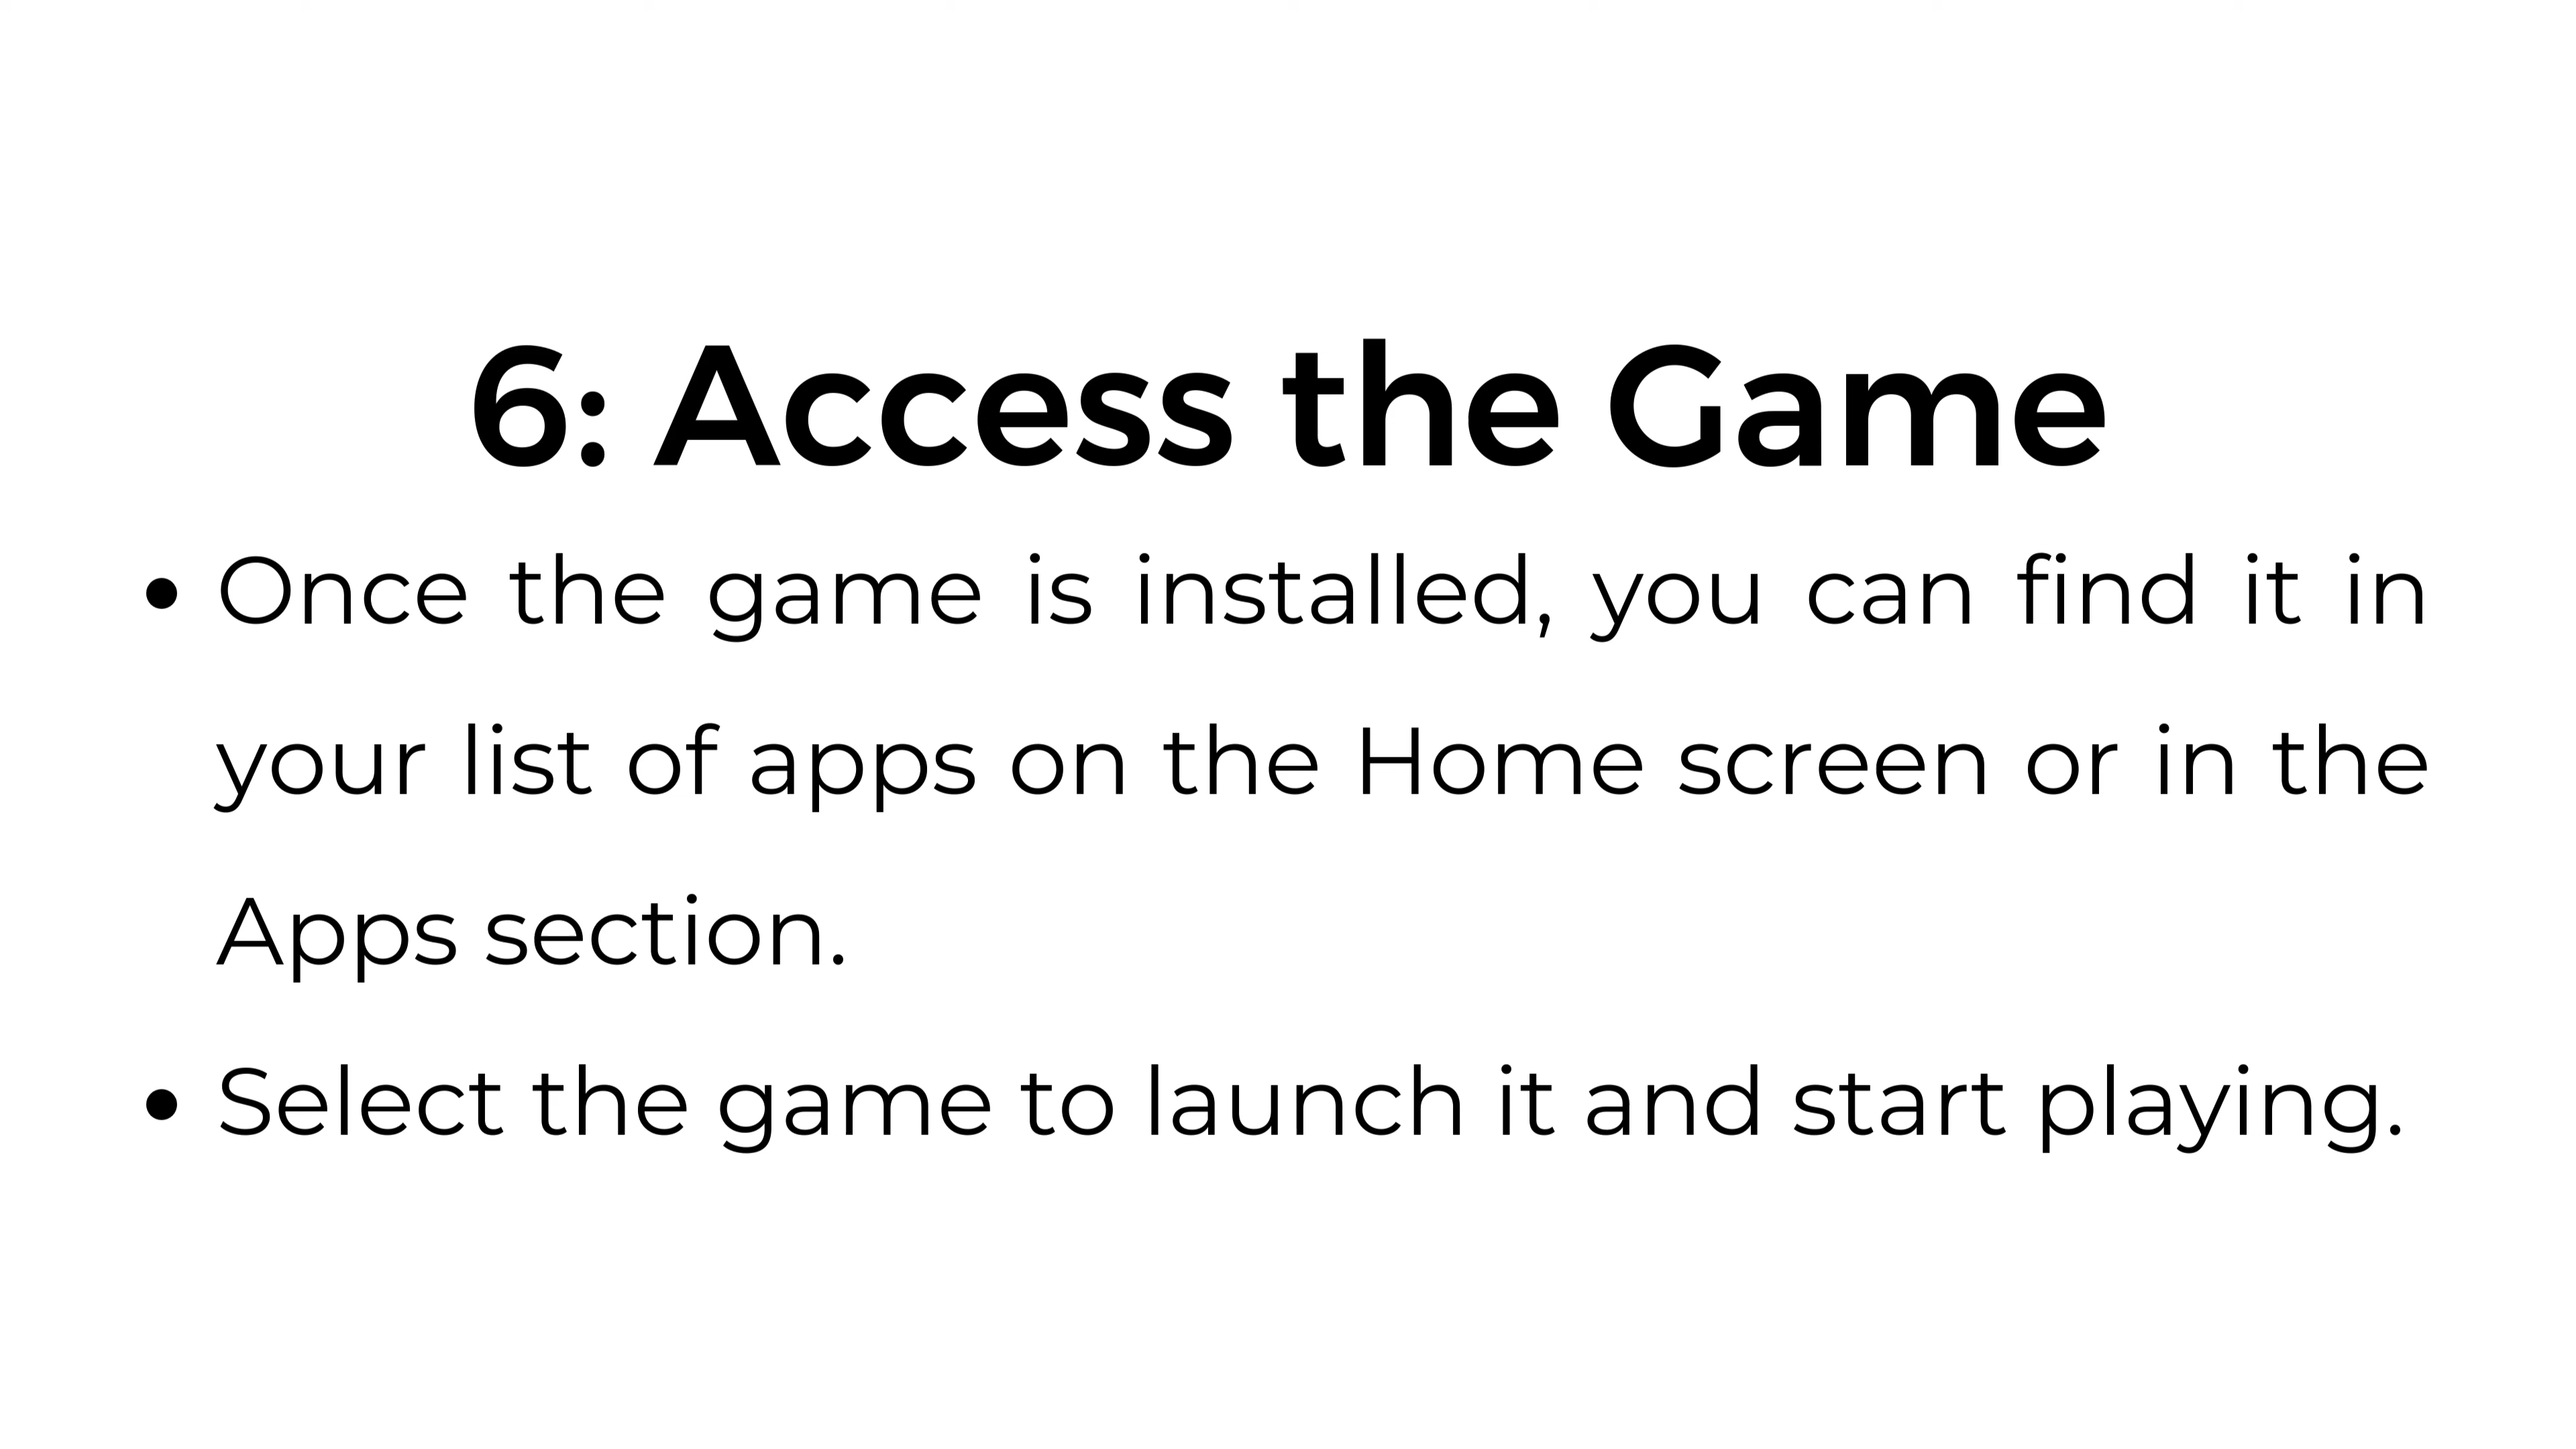 6: Access the Game
• Once the game is installed, you can find it in
your list of apps on the Home screen or in the
Apps section.
• Select the game to launch it and start playing.